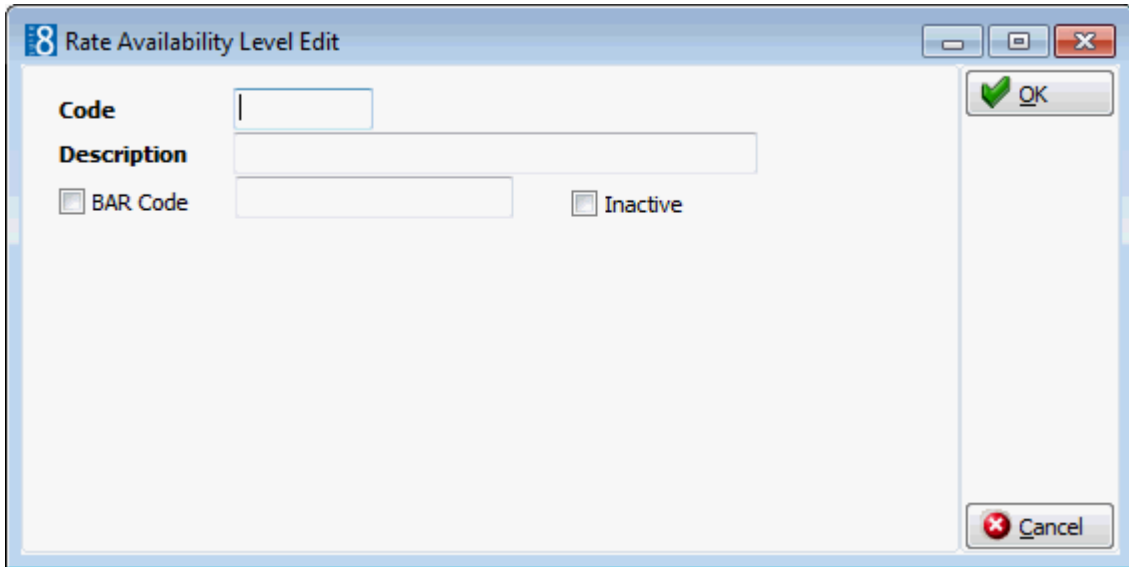 8 Rate Availability Level Edit
Code
OK
Description
BAR Code
Inactive
Cancel